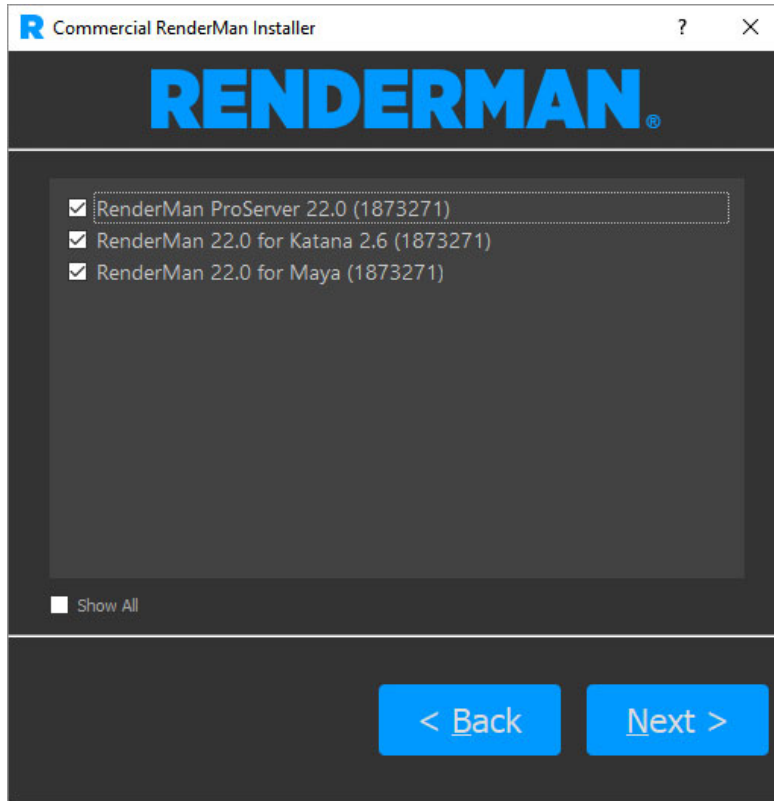 R Commercial RenderMan Installer ? ×
RENDERMAN®
RenderMan ProServer 22.0 (1873271)
RenderMan 22.0 for Katana 2.6 (1873271)
RenderMan 22.0 for Maya (1873271)
Show All
< Back Next >